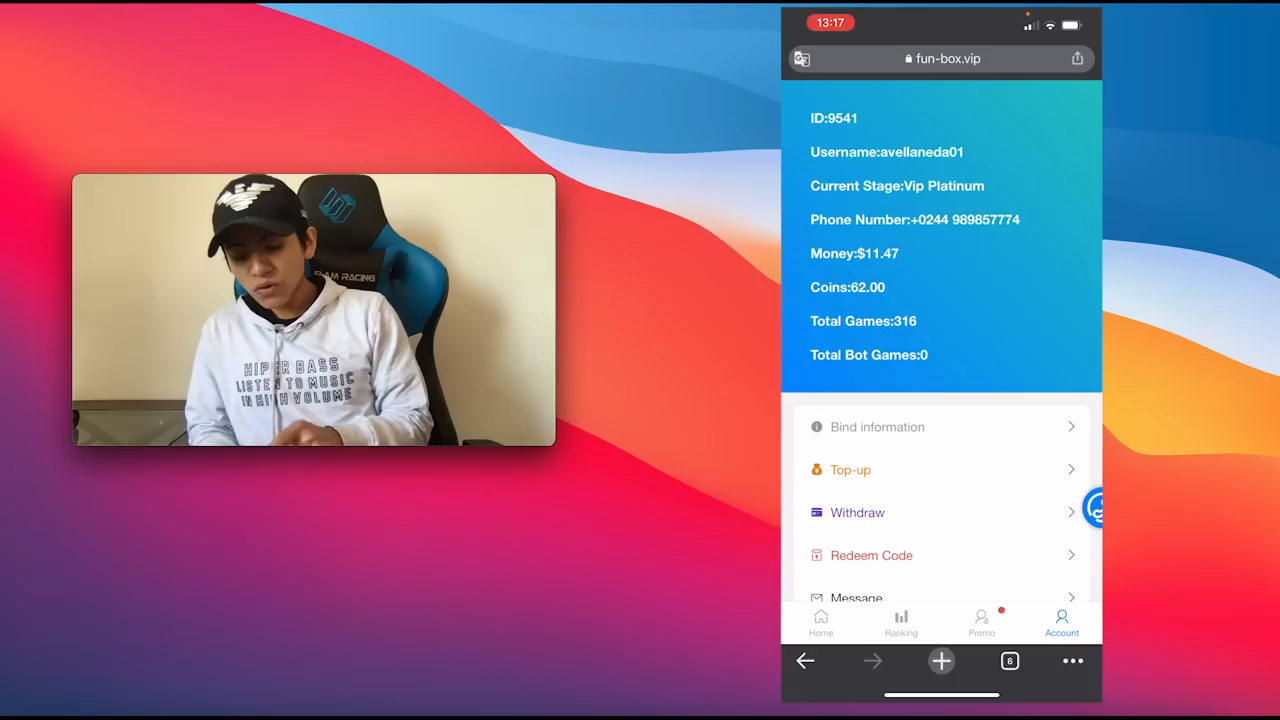 SLAM RACING
HIPER BASS
LISTEN TO MUSIC
IN HIGH VOLUME
13:17
fun-box.vip
ID:9541
Username:avellaneda01
Current Stage:Vip Platinum
Phone Number:+0244 989857774
Money:$11.47
Coins:62.00
Total Games:316
Total Bot Games:0
Bind information
Top-up
Withdraw
Redeem Code
Message
Home
Ranking
Promo
Account
6